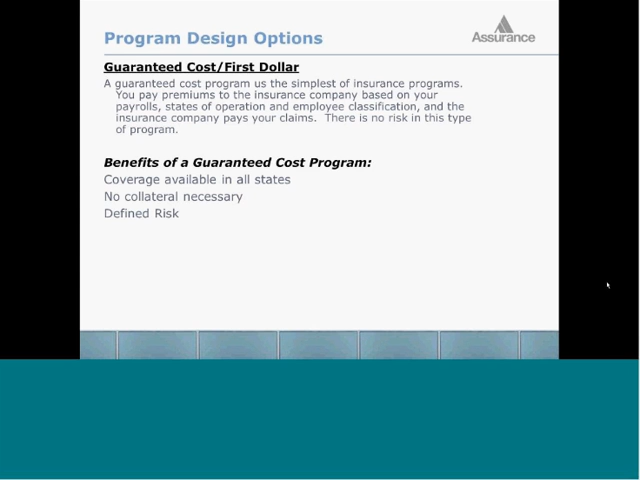 Program Design Options
Assurance
Guaranteed Cost/First Dollar
A guaranteed cost program us the simplest of insurance programs.
You pay premiums to the insurance company based on your
payrolls, states of operation and employee classification, and the
insurance company pays your claims.  There is no risk in this type
of program.
Benefits of a Guaranteed Cost Program:
Coverage available in all states
No collateral necessary
Defined Risk